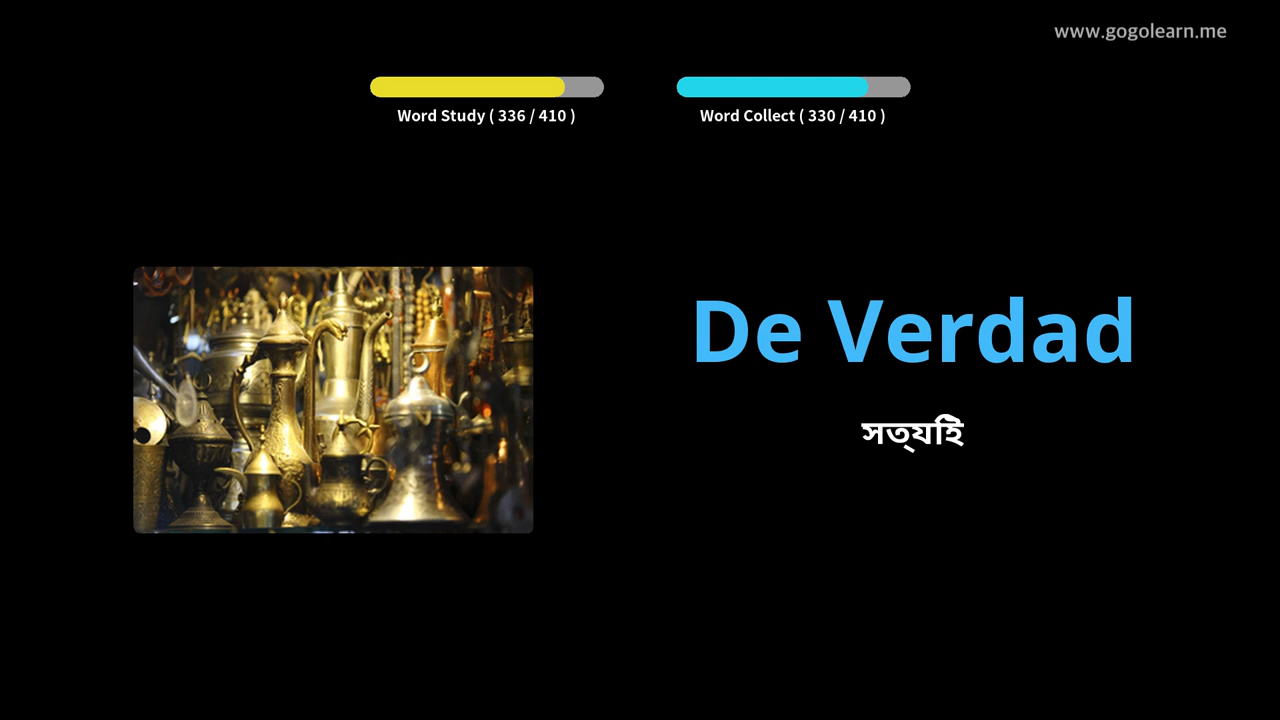 www.gogolearn.me
Word Study ( 336 / 410 )
Word Collect ( 330 / 410 )
De Verdad
সত্যিই